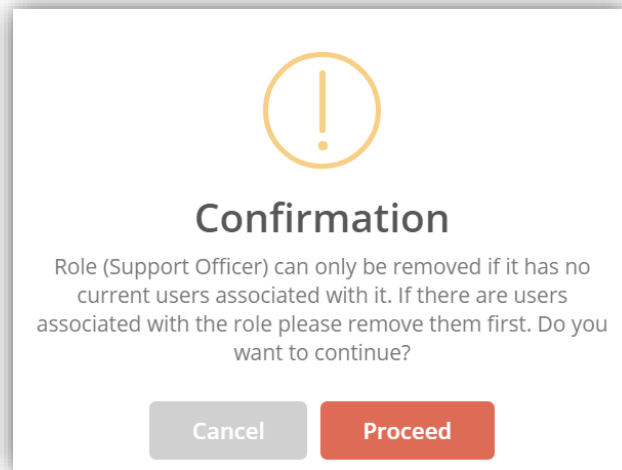 Confirmation
Role (Support Officer) can only be removed if it has no
current users associated with it. If there are users
associated with the role please remove them first. Do you
want to continue?
Cancel
Proceed